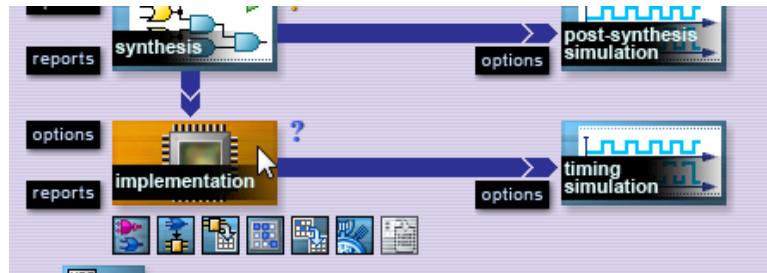 synthesis
post-synthesis
simulation
reports
options
options
?
implementation
timing
simulation
reports
options